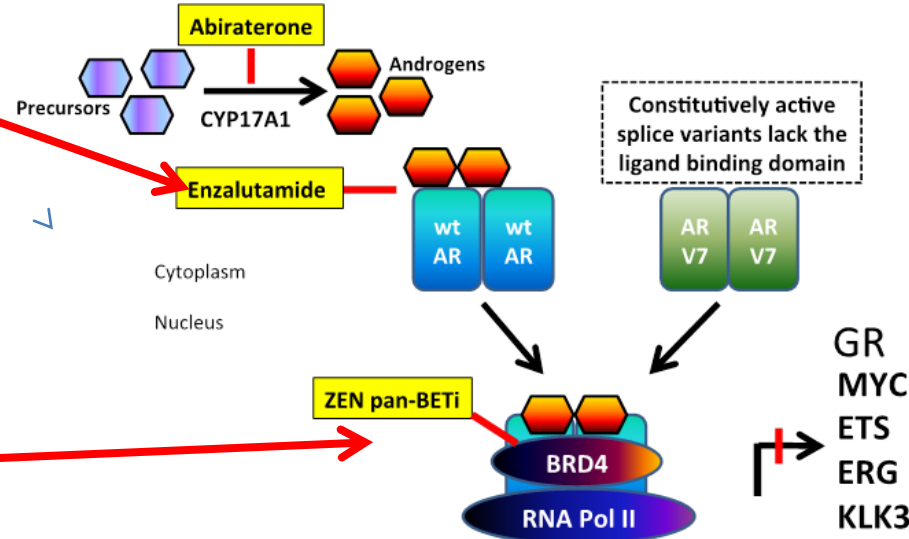 Abiraterone
Precursors
CYP17A1
Androgens
Constitutively active
splice variants lack the
ligand binding domain
Enzalutamide
wt
AR
wt
AR
AR
V7
AR
V7
Cytoplasm
Nucleus
ZEN pan-BETi
BRD4
RNA Pol II
GR
MYC
ETS
ERG
KLK3